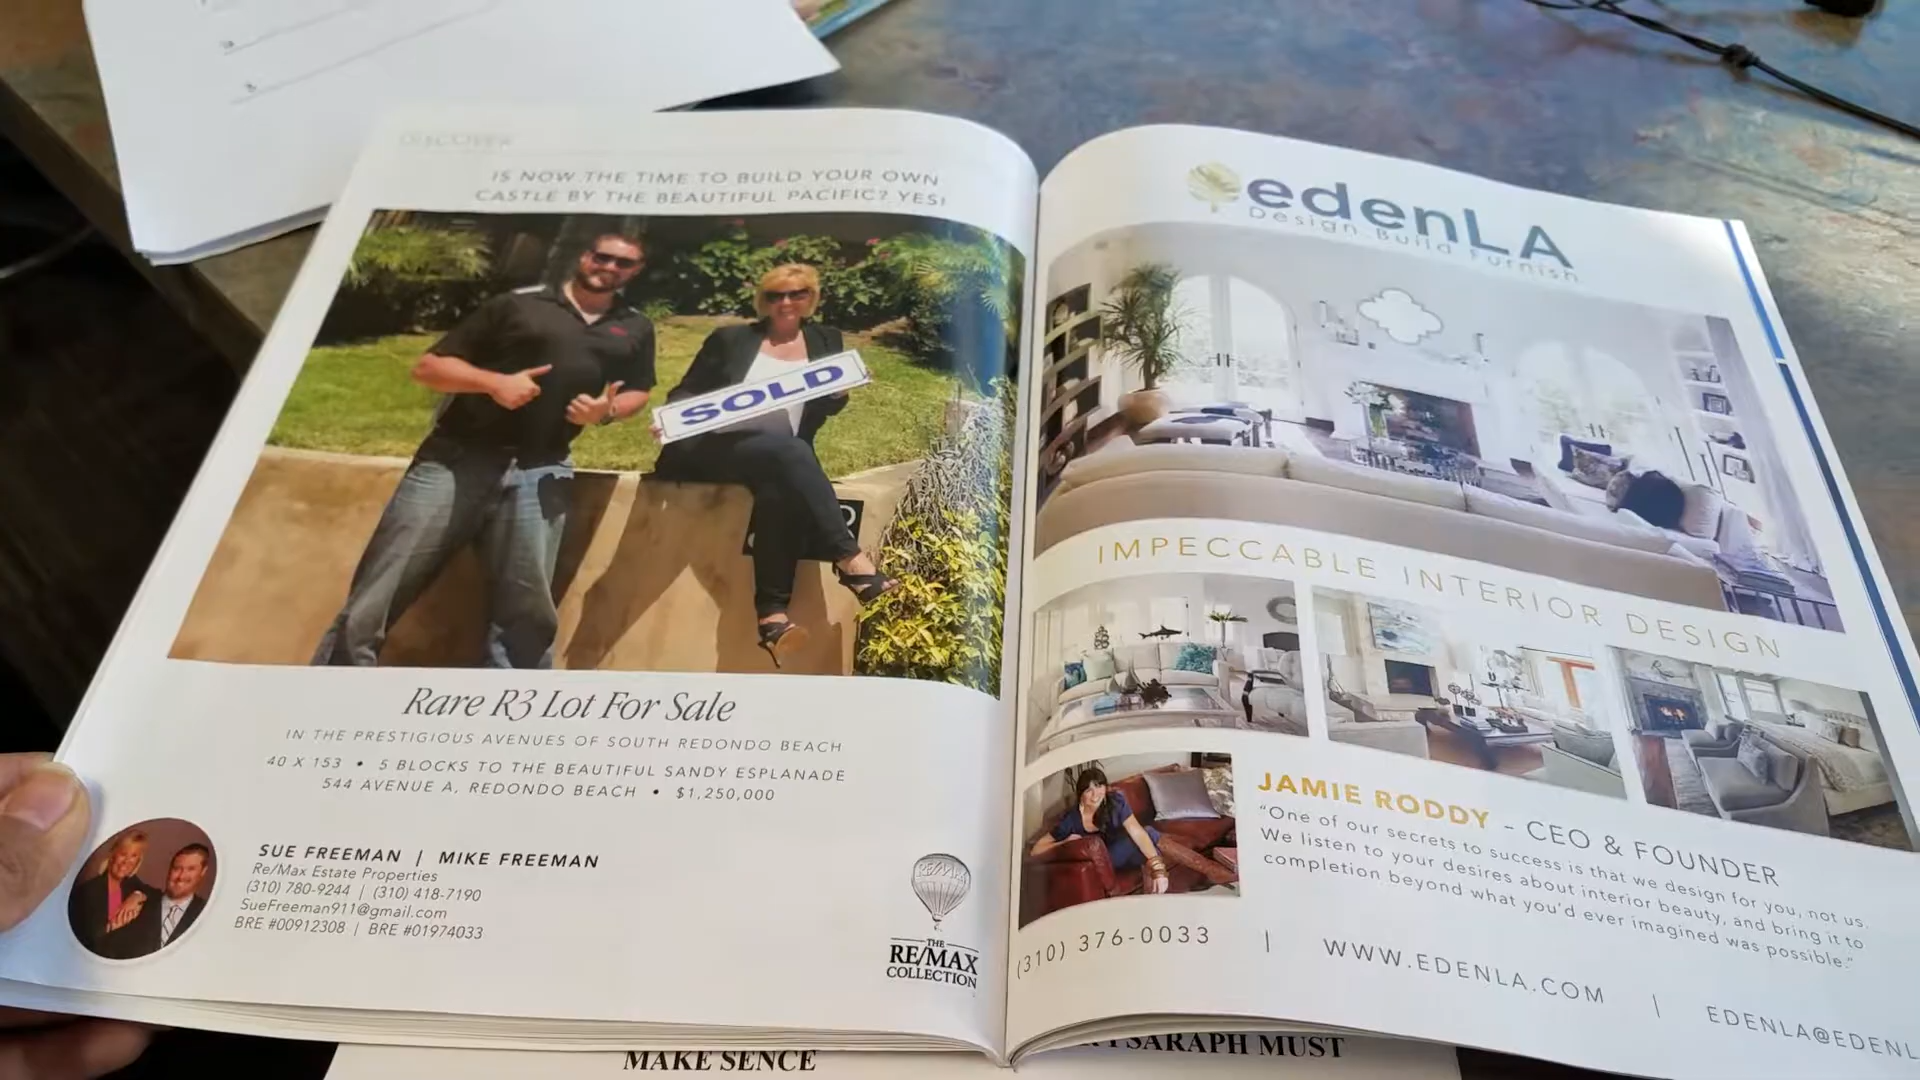 DISCOVER
IS NOW THE TIME TO BUILD YOUR OWN
CASTLE BY THE BEAUTIFUL PACIFIC? YES!
SOLD
Rare R3 Lot For Sale
IN THE PRESTIGIOUS AVENUES OF SOUTH REDONDO BEACH
40 X 153 • 5 BLOCKS TO THE BEAUTIFUL SANDY ESPLANADE
544 AVENUE A, REDONDO BEACH • $1,250,000
SUE FREEMAN | MIKE FREEMAN
Re/Max Estate Properties
(310) 780-9244 | (310) 418-7190
SueFreeman911@gmail.com
BRE #00912308 | BRE #01974033
RE/MAX
THE
RE/MAX
COLLECTION
edenLA
Design Build Furnish
IMPECCABLE INTERIOR DESIGN
JAMIE RODDY - CEO & FOUNDER
"One of our secrets to success is that we design for you, not us.
We listen to your desires about interior beauty, and bring it to
completion beyond what you'd ever imagined was possible."
(310) 376-0033 | WWW.EDENLA.COM | EDENLA@EDENL
MAKE SENCE
SARAPH MUST